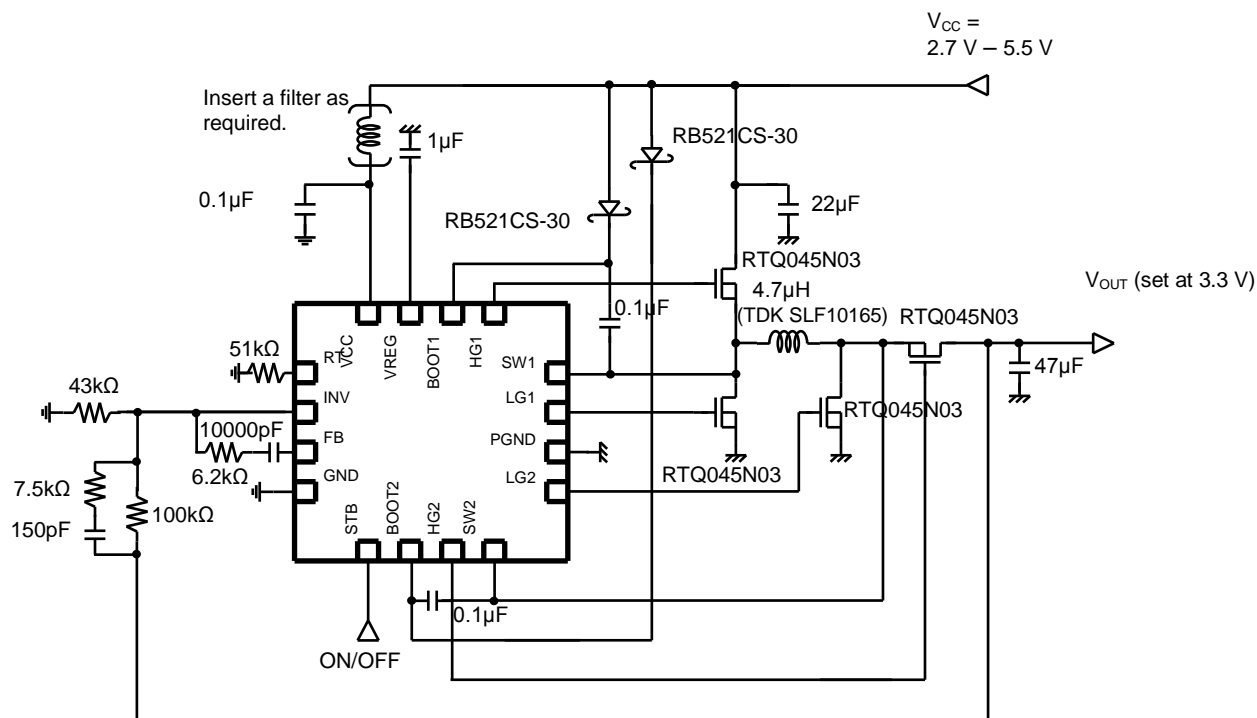 V_CC =
2.7 V – 5.5 V
Insert a filter as
required.
1µF
RB521CS-30
0.1µF
RB521CS-30
22µF
RTQ045N03
4.7µH
(TDK SLF10165)
V_OUT (set at 3.3 V)
RTQ045N03
0.1µF
47µF
VCC
VREG
BOOT1
HG1
51kΩ
RT
SW1
43kΩ
INV
LG1
RTQ045N03
10000pF
FB
PGND
6.2kΩ
RTQ045N03
GND
LG2
7.5kΩ
100kΩ
150pF
STB
BOOT2
HG2
SW2
0.1µF
ON/OFF